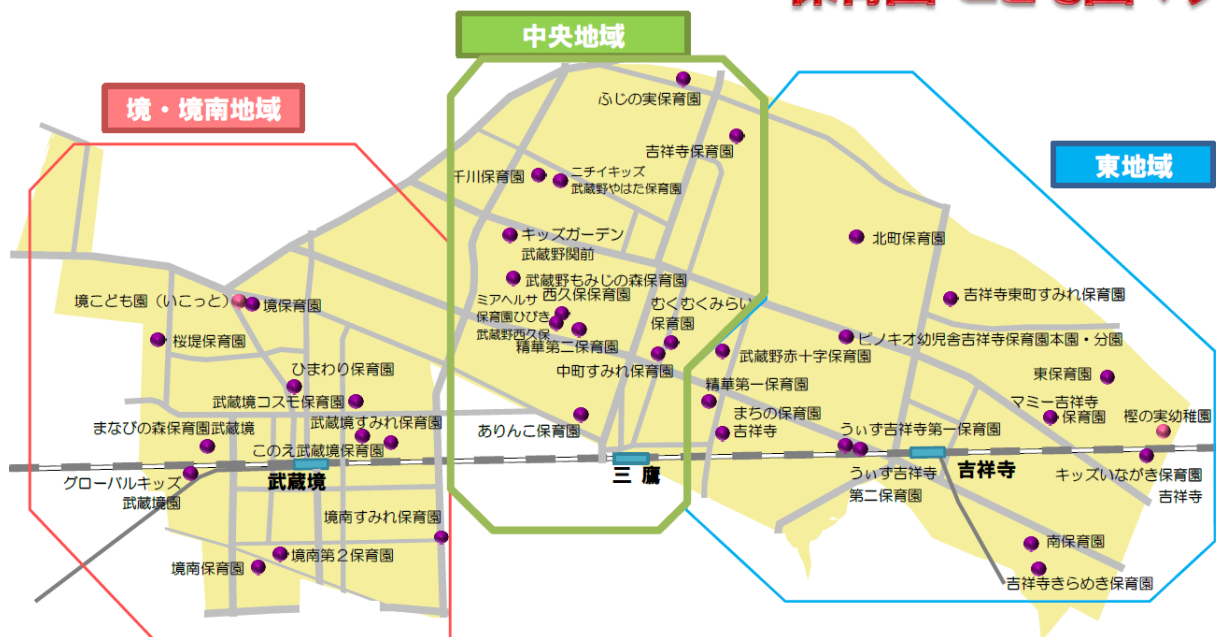 中央地域
境・境南地域
東地域
ふじの実保育園
吉祥寺保育園
千川保育園
ニチイキッズ
武蔵野やはた保育園
キッズガーデン
武蔵野関前
武蔵野もみじの森保育園
西久保保育園
ミアヘルサ
保育園ひびき
武蔵野西久保
精華第二保育園
むくむくみらい
保育園
中町すみれ保育園
ありんこ保育園
境こども園（いこっと）
境保育園
桜堤保育園
ひまわり保育園
武蔵境コスモ保育園
武蔵境すみれ保育園
まなびの森保育園武蔵境
このえ武蔵境保育園
グローバルキッズ
武蔵境園
武蔵境
境南すみれ保育園
境南第２保育園
境南保育園
三鷹
北町保育園
吉祥寺東町すみれ保育園
ピノキオ幼児舎吉祥寺保育園本園・分園
武蔵野赤十字保育園
精華第一保育園
まちの保育園
吉祥寺
東保育園
マミー吉祥寺
保育園
樫の実幼稚園
うぃず吉祥寺第一保育園
うぃず吉祥寺
第二保育園
吉祥寺
キッズいながき保育園
吉祥寺
南保育園
吉祥寺きらめき保育園